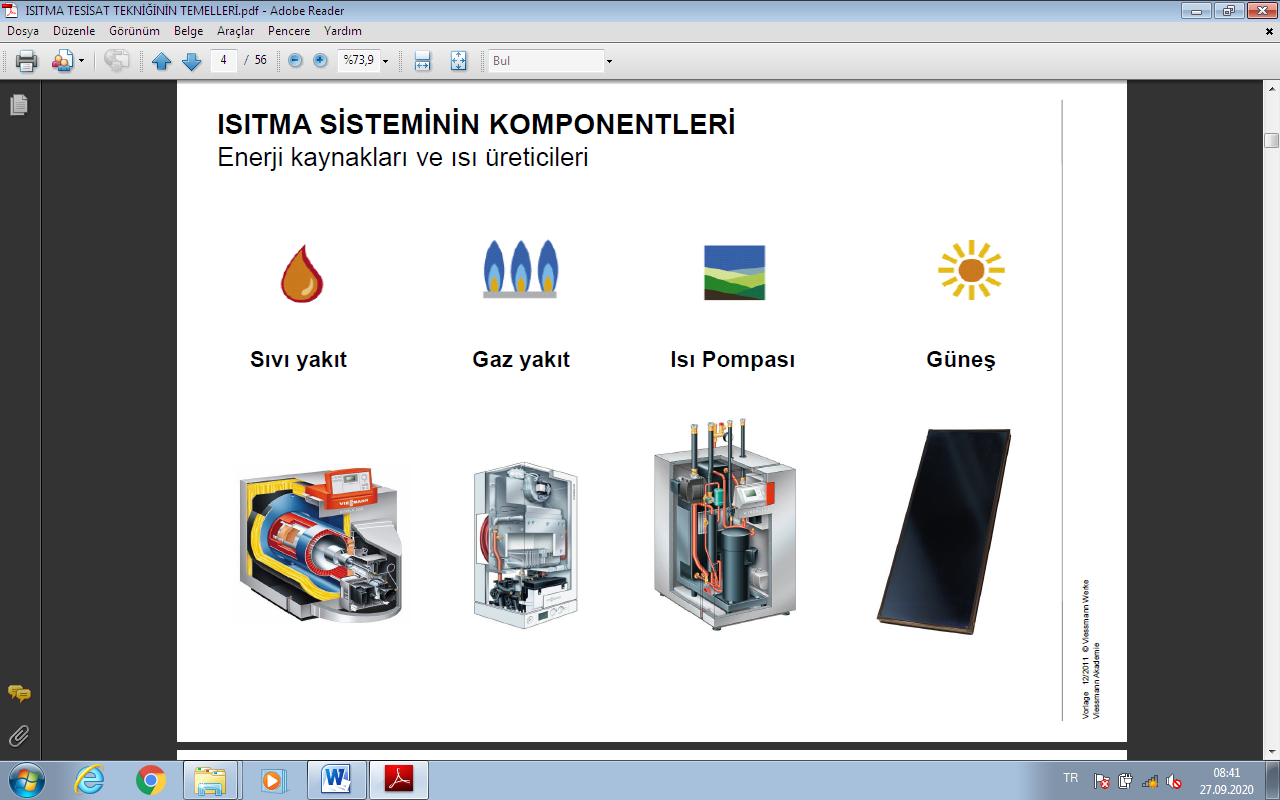 ISITMA TESİSAT TEKNİĞİNİN TEMELLERİ.pdf - Adobe Reader
Dosya Düzenle Görünüm Belge Araçlar Pencere Yardım
4 / 56 %73,9 Bul
ISITMA SİSTEMİNİN KOMPONENTLERİ
Enerji kaynakları ve ısı üreticileri
Sıvı yakıt Gaz yakıt Isı Pompası Güneş
VIESMANN
Vorlage 12/2011 © Viessmann Werke
Viessmann Akademie
TR 08:41
27.09.2020